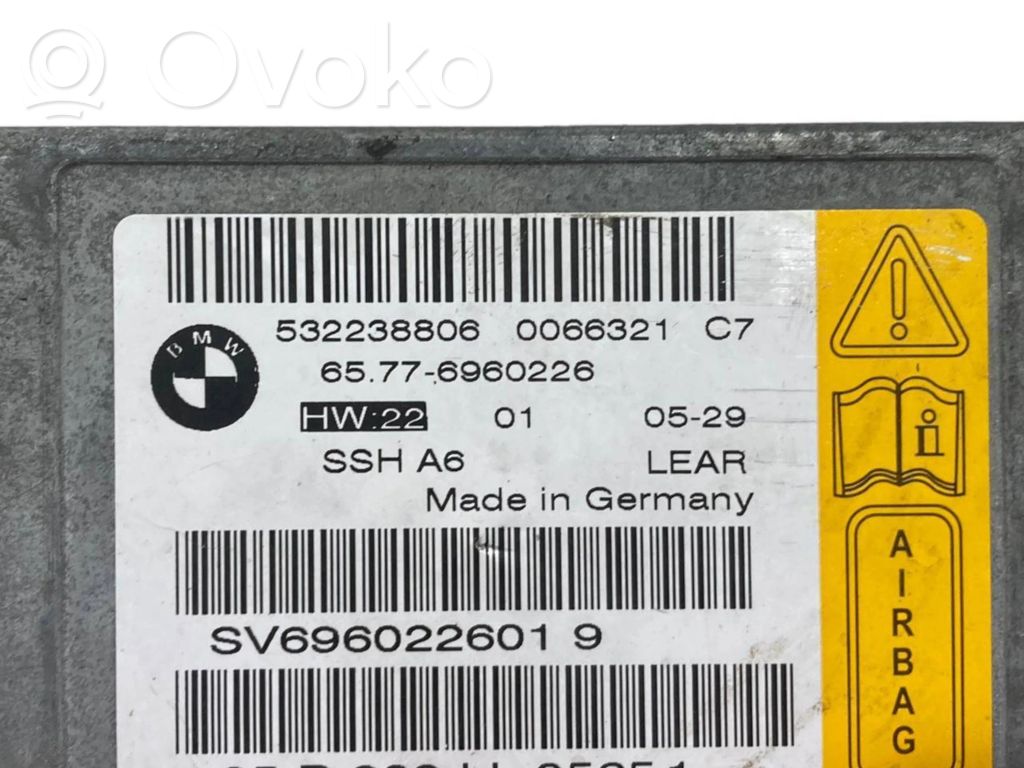 Ovoko
532238806 0066321 C7
BMW
65.77-6960226
HW:22 01 05-29
SSH A6 LEAR
Made in Germany
SV696022601 9
AIRBAG